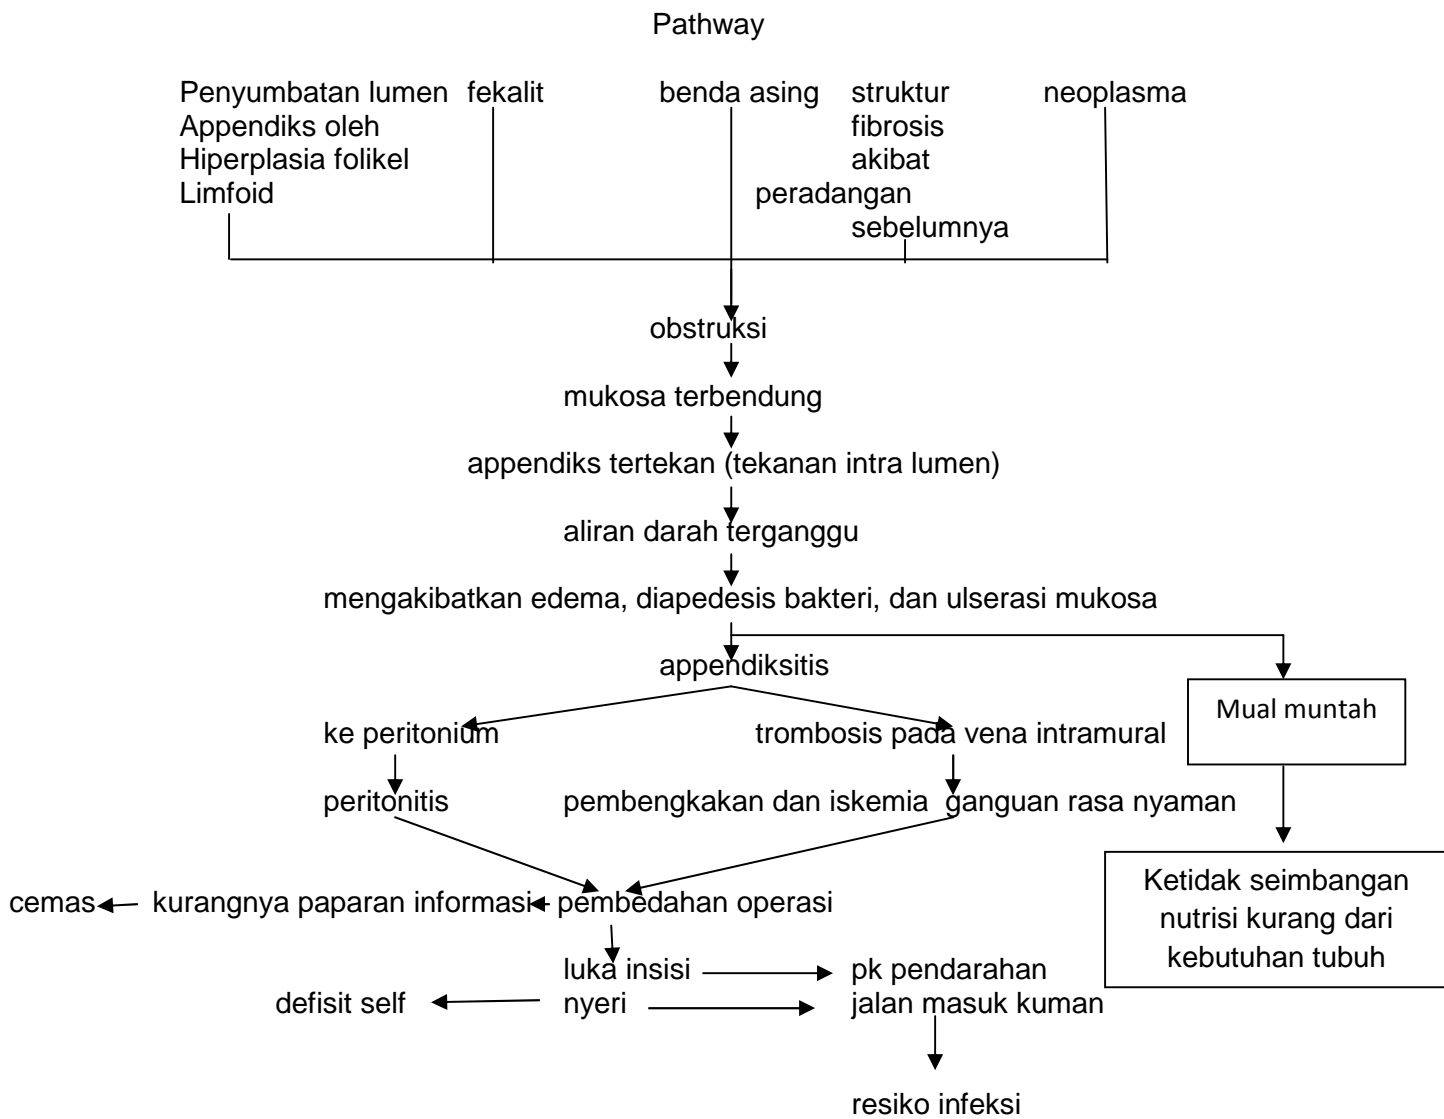 Pathway
Penyumbatan lumen fekalit benda asing struktur neoplasma
Appendiks oleh fibrosis
Hiperplasia folikel akibat
Limfoid peradangan
sebelumnya
obstruksi
mukosa terbendung
appendiks tertekan (tekanan intra lumen)
aliran darah terganggu
mengakibatkan edema, diapedesis bakteri, dan ulserasi mukosa
appendiksitis
Mual muntah
ke peritonium trombosis pada vena intramural
peritonitis pembengkakan dan iskemia ganguan rasa nyaman
Ketidak seimbangan
nutrisi kurang dari
kebutuhan tubuh
cemas kurangnya paparan informasi pembedahan operasi
luka insisi pk pendarahan
defisit self nyeri jalan masuk kuman
resiko infeksi